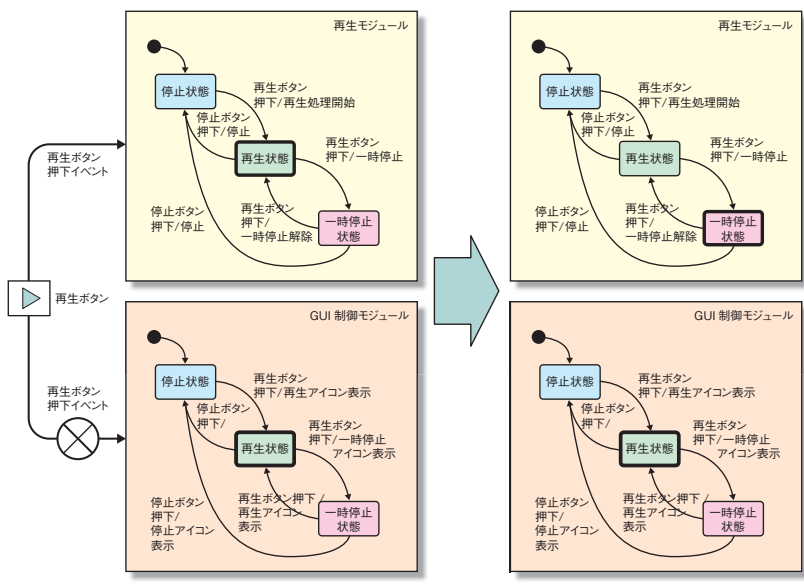 再生モジュール
停止状態
再生ボタン
押下/再生処理開始
停止ボタン
押下/停止
再生ボタン
押下/一時停止
再生状態
再生ボタン
押下イベント
停止ボタン
押下/停止
再生ボタン
押下/
一時停止解除
一時停止
状態
再生ボタン
GUI 制御モジュール
停止状態
再生ボタン
押下/再生アイコン表示
再生ボタン
押下イベント
停止ボタン
押下/
再生ボタン
押下/一時停止
アイコン表示
再生状態
停止ボタン
押下/
停止アイコン
表示
再生ボタン押下/
再生アイコン
表示
一時停止
状態
再生モジュール
停止状態
再生ボタン
押下/再生処理開始
停止ボタン
押下/停止
再生ボタン
押下/一時停止
再生状態
停止ボタン
押下/停止
再生ボタン
押下/
一時停止解除
一時停止
状態
GUI 制御モジュール
停止状態
再生ボタン
押下/再生アイコン表示
停止ボタン
押下/
再生ボタン
押下/一時停止
アイコン表示
再生状態
停止ボタン
押下/
停止アイコン
表示
再生ボタン押下/
再生アイコン
表示
一時停止
状態